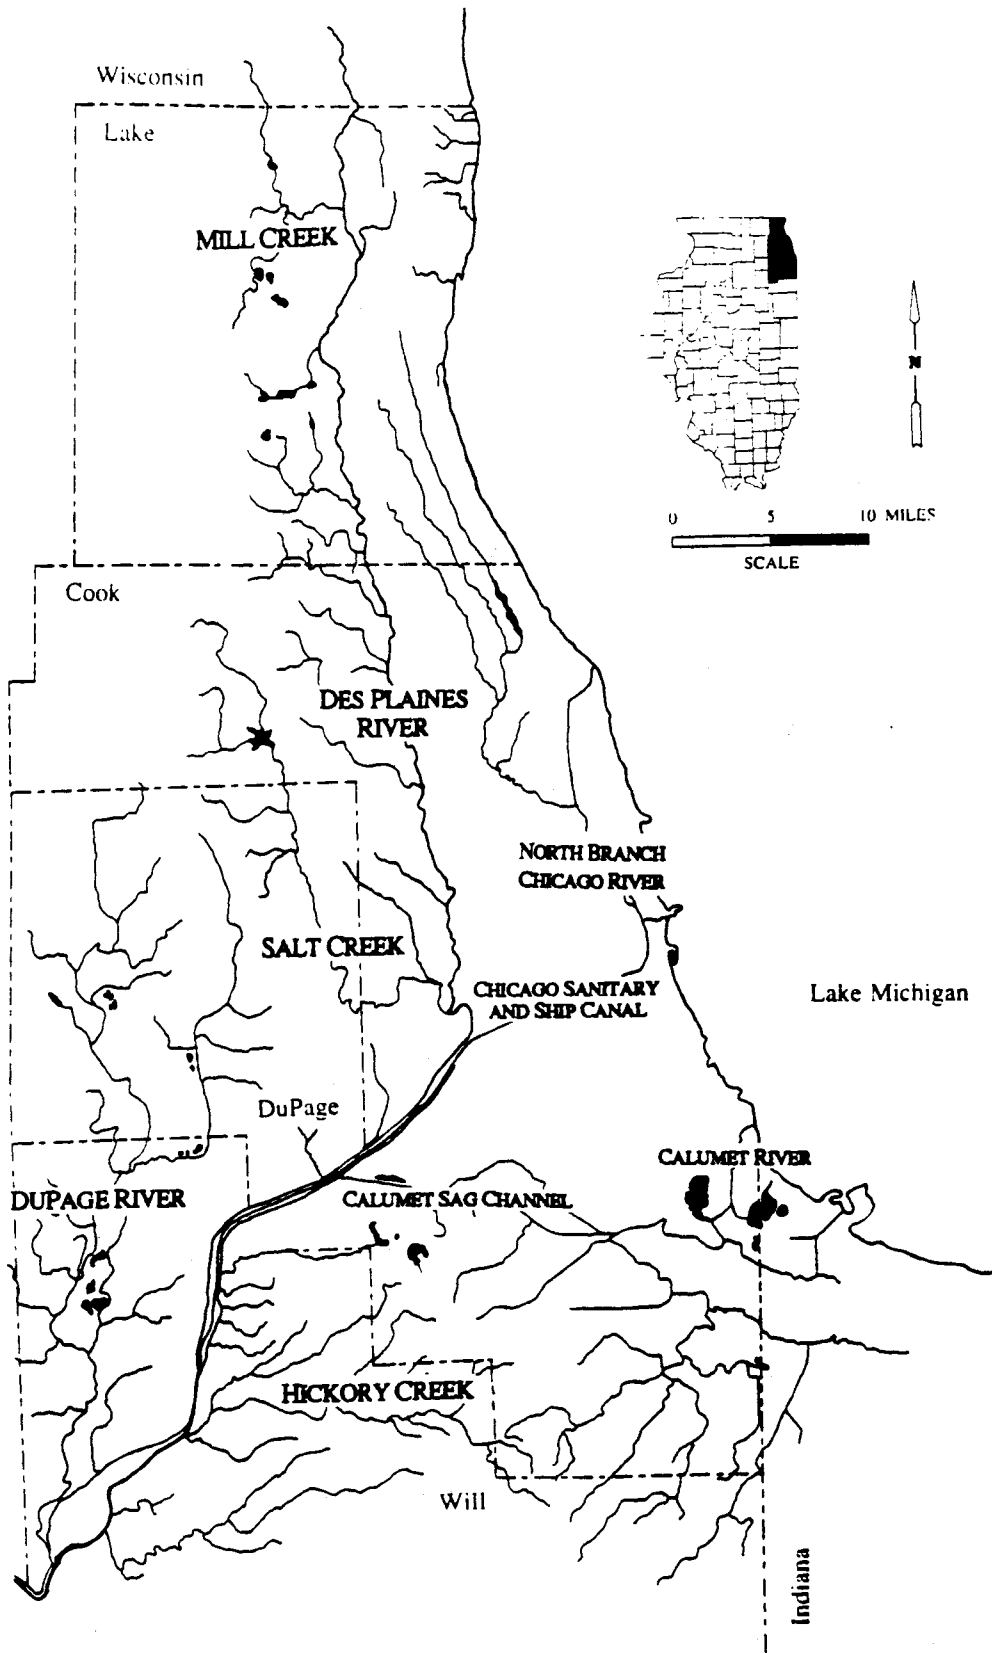 Wisconsin
Lake
MILL CREEK
N
0 5 10 MILES
SCALE
Cook
DES PLAINES
RIVER
NORTH BRANCH
CHICAGO RIVER
SALT CREEK
CHICAGO SANITARY
AND SHIP CANAL
Lake Michigan
DuPage
CALUMET RIVER
DUPAGE RIVER
CALUMET SAG CHANNEL
HICKORY CREEK
Will
Indiana